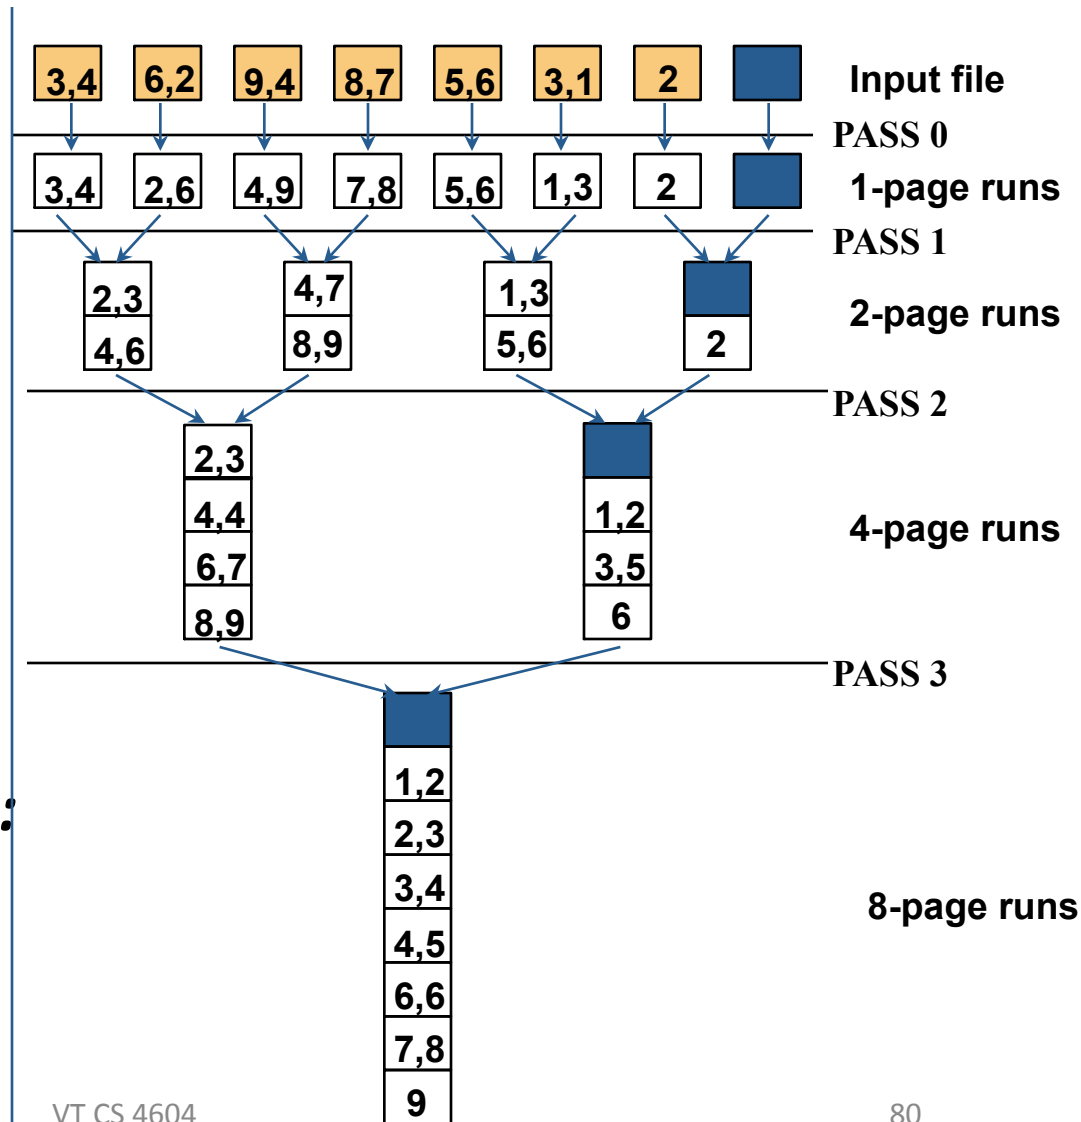 3,4 6,2 9,4 8,7 5,6 3,1 2 Input file
PASS 0
3,4 2,6 4,9 7,8 5,6 1,3 2 1-page runs
PASS 1
2,3 4,7 1,3
2-page runs
4,6 8,9 5,6 2
PASS 2
2,3
4,4 1,2
4-page runs
6,7 3,5
8,9 6
PASS 3
1,2
:
2,3
3,4
8-page runs
4,5
6,6
7,8
9
VT CS 4604 80